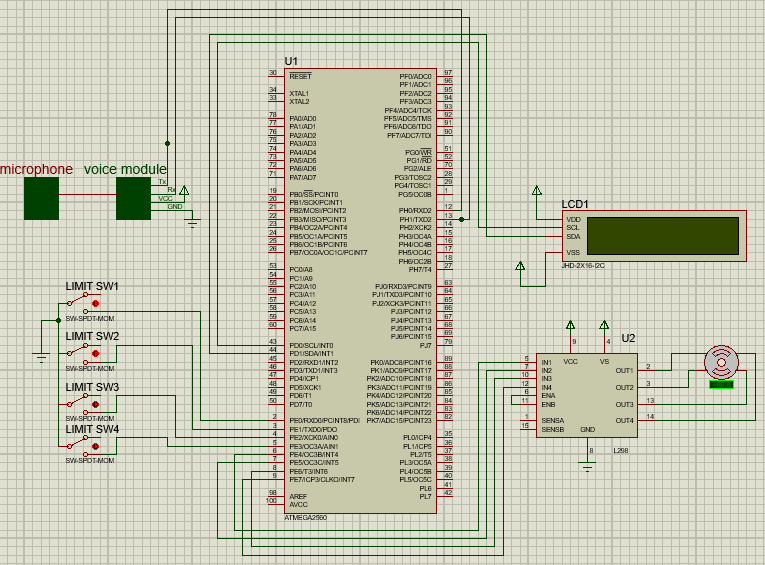 microphone
voice module
Tx
Rx
VCC
GND
LIMIT SW1
SW-SPDT-MOM
LIMIT SW2
SW-SPDT-MOM
LIMIT SW3
SW-SPDT-MOM
LIMIT SW4
SW-SPDT-MOM
U1
30 RESET
34 XTAL1
33 XTAL2
78 PA0/AD0
77 PA1/AD1
76 PA2/AD2
75 PA3/AD3
74 PA4/AD4
73 PA5/AD5
72 PA6/AD6
71 PA7/AD7
19 PB0/SS/PCINT0
20 PB1/SCK/PCINT1
21 PB2/MOSI/PCINT2
22 PB3/MISO/PCINT3
23 PB4/OC2A/PCINT4
24 PB5/OC1A/PCINT5
25 PB6/OC1B/PCINT6
26 PB7/OC0A/OC1C/PCINT7
53 PC0/A8
54 PC1/A9
55 PC2/A10
56 PC3/A11
57 PC4/A12
58 PC5/A13
59 PC6/A14
60 PC7/A15
43 PD0/SCL/INT0
44 PD1/SDA/INT1
45 PD2/RXD1/INT2
46 PD3/TXD1/INT3
47 PD4/ICP1
48 PD5/XCK1
49 PD6/T1
50 PD7/T0
2 PE0/RXD0/PCINT8/PDI
3 PE1/TXD0/PDO
4 PE2/XCK0/AIN0
5 PE3/OC3A/AIN1
6 PE4/OC3B/INT4
7 PE5/OC3C/INT5
8 PE6/T3/INT6
9 PE7/ICP3/CLKO/INT7
98 AREF
100 AVCC
ATMEGA2560
PF0/ADC0 97
PF1/ADC1 96
PF2/ADC2 95
PF3/ADC3 94
PF4/ADC4/TCK 93
PF5/ADC5/TMS 92
PF6/ADC6/TDO 91
PF7/ADC7/TDI 90
PG0/WR 51
PG1/RD 52
PG2/ALE 70
PG3/TOSC2 28
PG4/TOSC1 29
PG5/OC0B 1
PH0/RXD2 12
PH1/TXD2 13
PH2/XCK2 14
PH3/OC4A 15
PH4/OC4B 16
PH5/OC4C 17
PH6/OC2B 18
PH7/T4 27
PJ0/RXD3/PCINT9 63
PJ1/TXD3/PCINT10 64
PJ2/XCK3/PCINT11 65
PJ3/PCINT12 66
PJ4/PCINT13 67
PJ5/PCINT14 68
PJ6/PCINT15 69
PJ7 79
PK0/ADC8/PCINT16 89
PK1/ADC9/PCINT17 88
PK2/ADC10/PCINT18 87
PK3/ADC11/PCINT19 86
PK4/ADC12/PCINT20 85
PK5/ADC13/PCINT21 84
PK6/ADC14/PCINT22 83
PK7/ADC15/PCINT23 82
PL0/ICP4 35
PL1/ICP5 36
PL2/T5 37
PL3/OC5A 38
PL4/OC5B 39
PL5/OC5C 40
PL6 41
PL7 42
LCD1
VDD
SCL
SDA
VSS
JHD-2X16-I2C
U2
9
4
VCC
VS
5 IN1
7 IN2
10 IN3
12 IN4
6 ENA
11 ENB
1 SENSA
15 SENSB
OUT1 2
OUT2 3
OUT3 13
OUT4 14
GND
8
L298